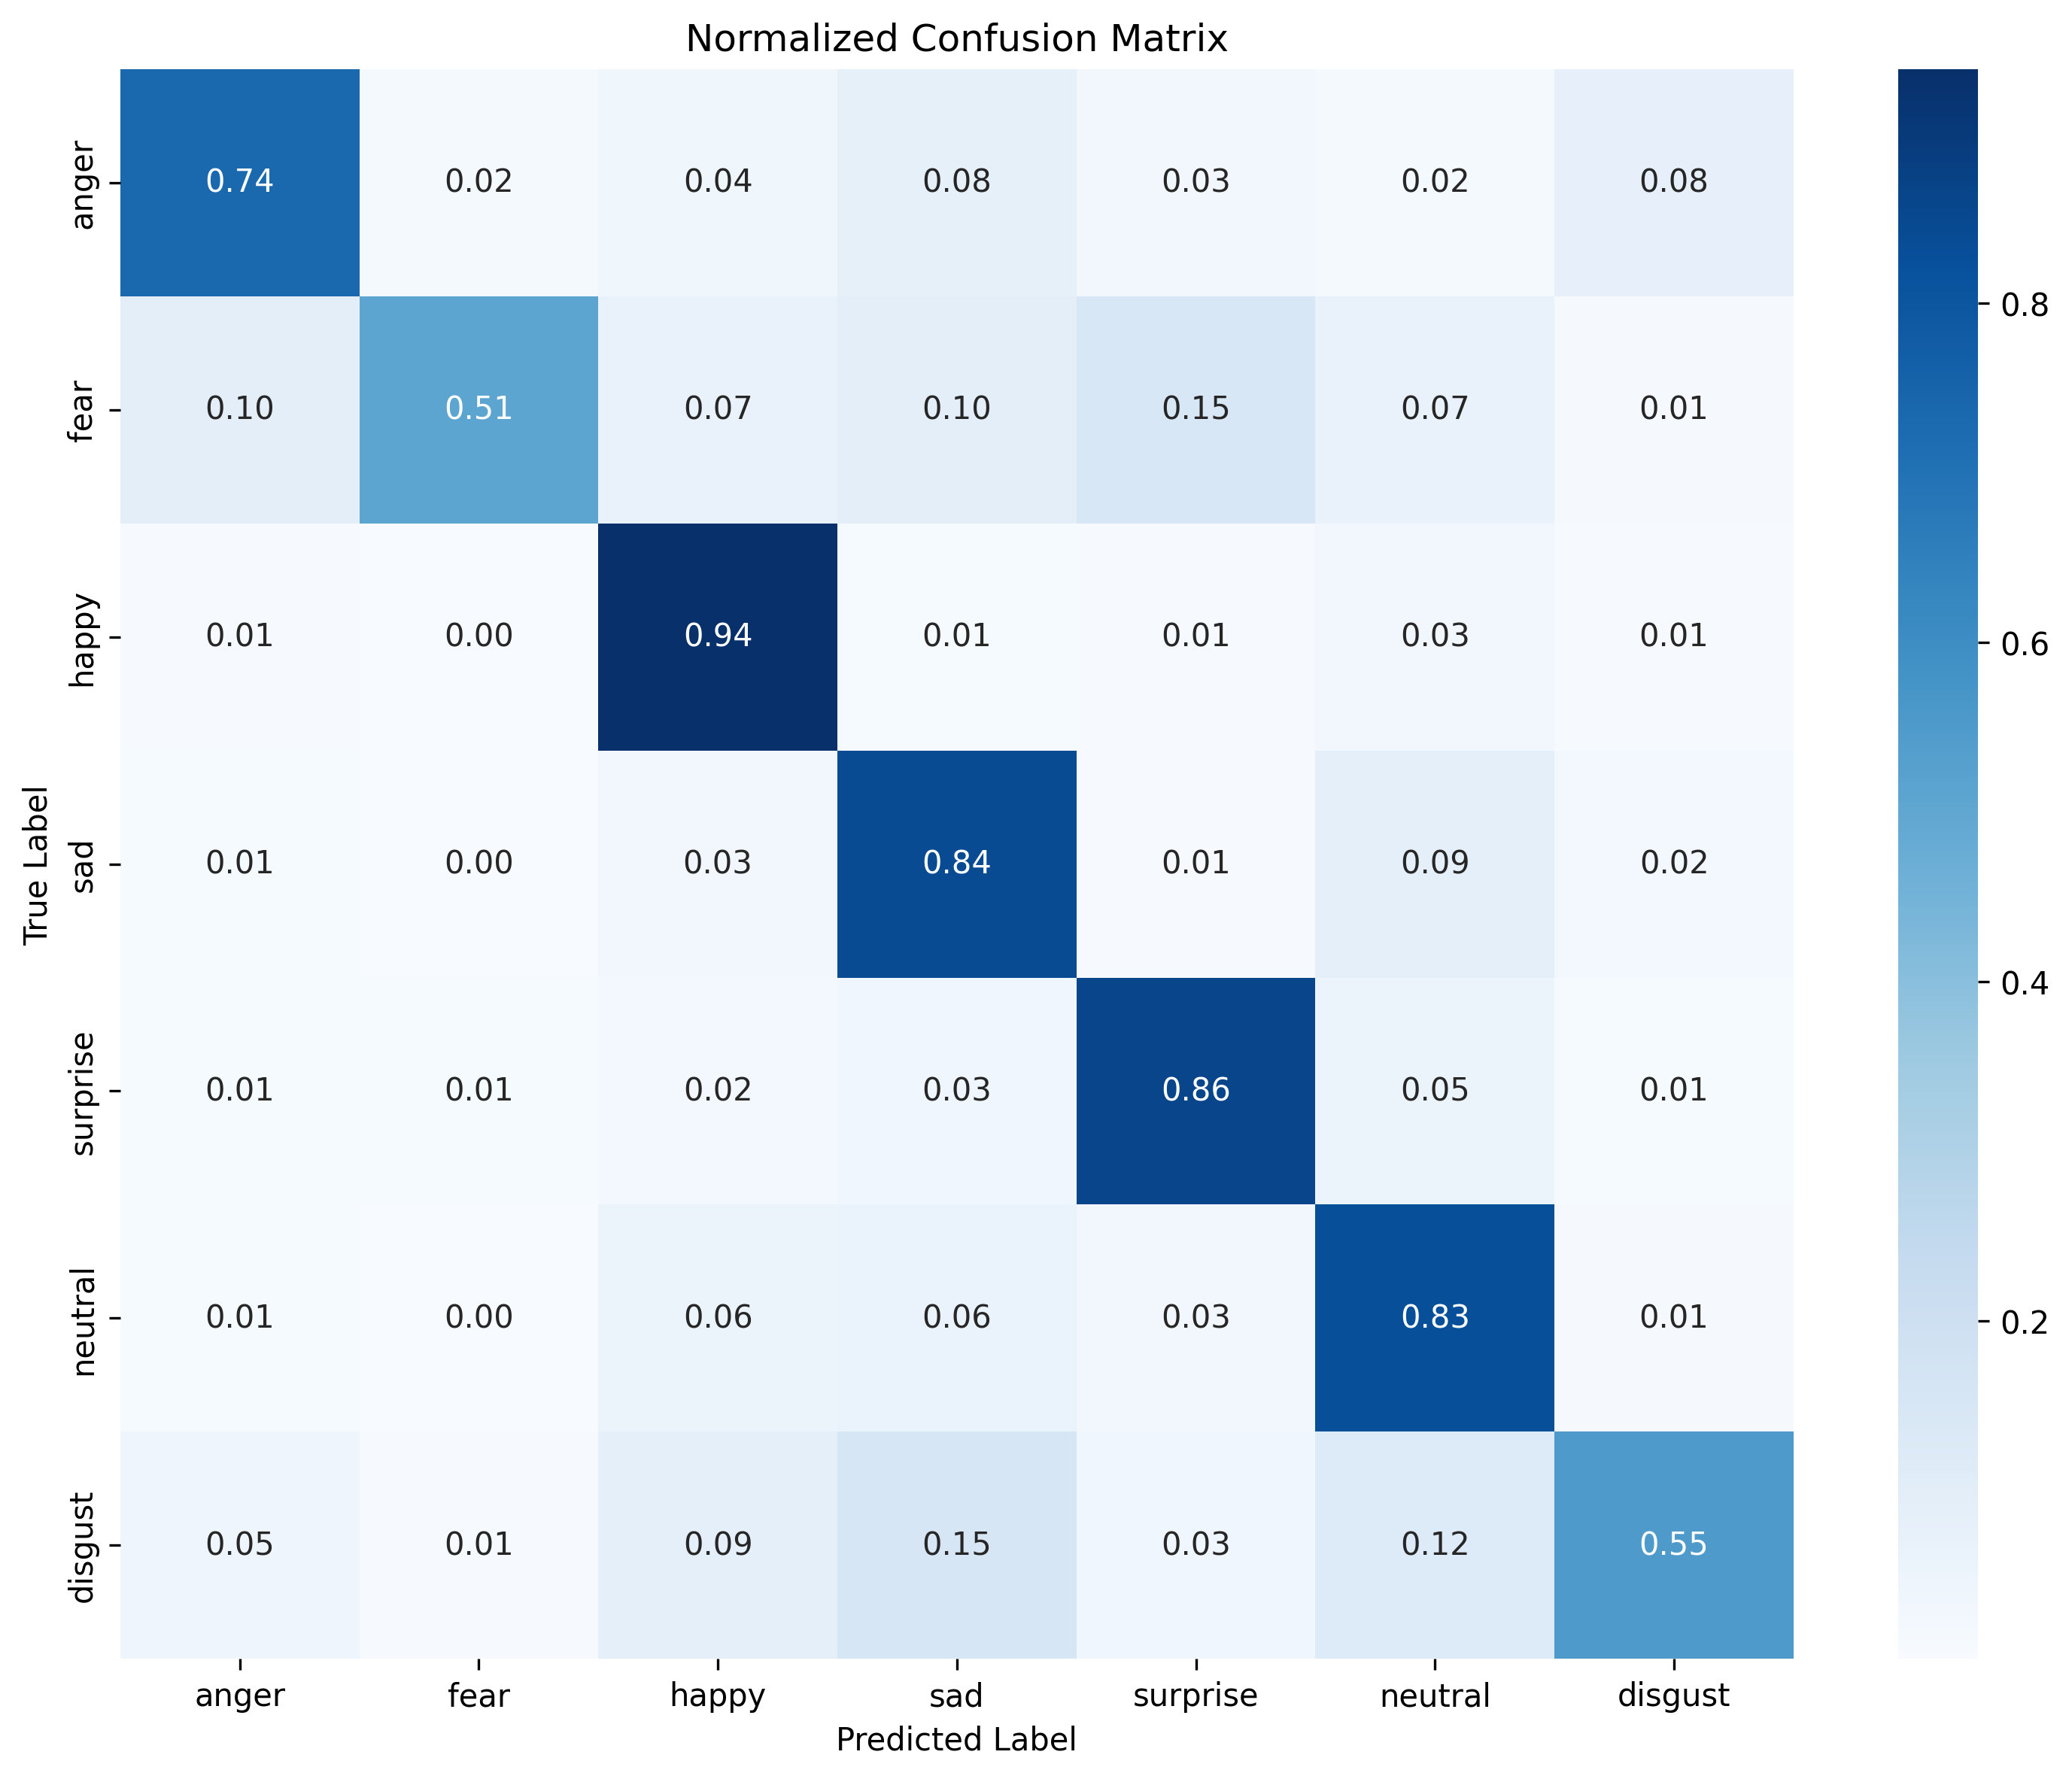 Normalized Confusion Matrix
anger 0.74 0.02 0.04 0.08 0.03 0.02 0.08
fear 0.10 0.51 0.07 0.10 0.15 0.07 0.01
happy 0.01 0.00 0.94 0.01 0.01 0.03 0.01
sad 0.01 0.00 0.03 0.84 0.01 0.09 0.02
surprise 0.01 0.01 0.02 0.03 0.86 0.05 0.01
neutral 0.01 0.00 0.06 0.06 0.03 0.83 0.01
disgust 0.05 0.01 0.09 0.15 0.03 0.12 0.55
anger fear happy sad surprise neutral disgust
Predicted Label
True Label
0.8
0.6
0.4
0.2